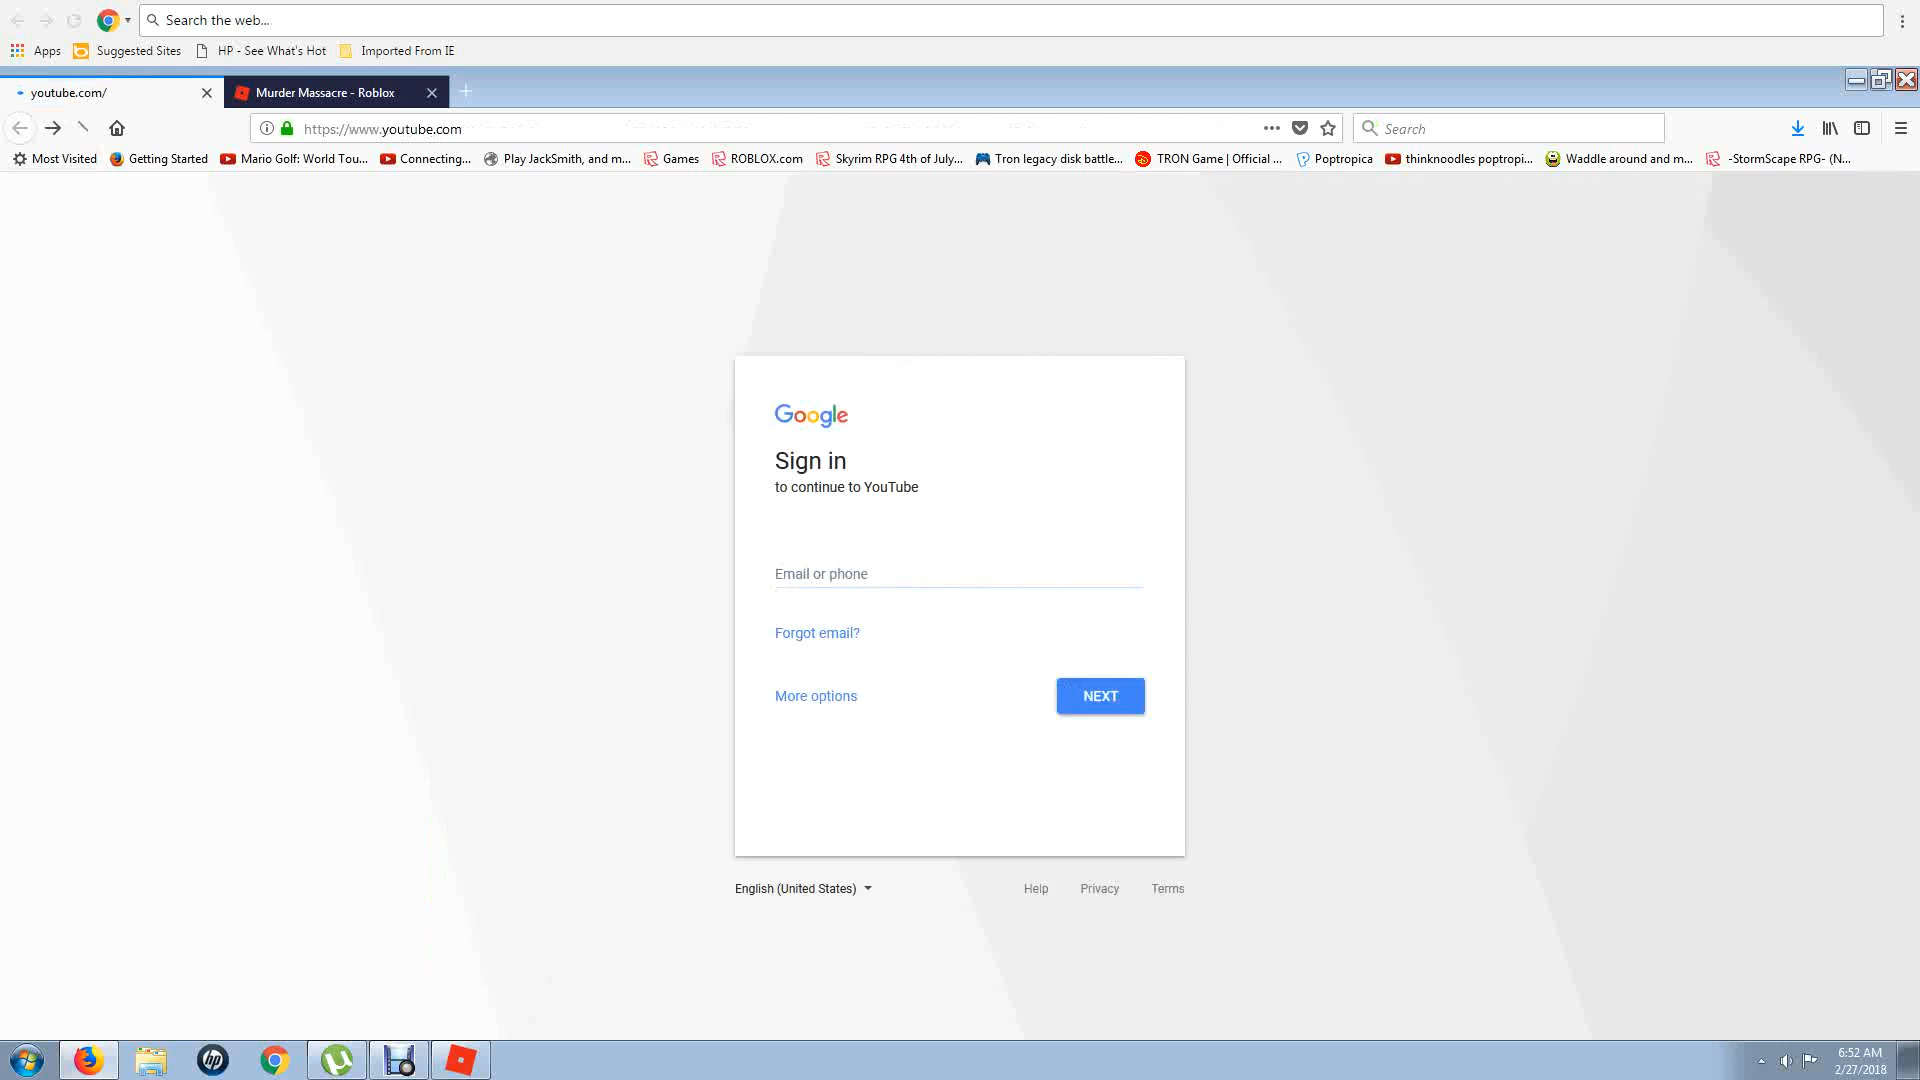 Search the web...
Apps Suggested Sites HP - See What's Hot Imported From IE
youtube.com/ Murder Massacre - Roblox
https://www.youtube.com Search
Most Visited Getting Started Mario Golf: World Tou... Connecting... Play JackSmith, and m... Games ROBLOX.com Skyrim RPG 4th of July... Tron legacy disk battle... TRON Game | Official ... Poptropica thinknoodles poptropi... Waddle around and m... -StormScape RPG- (N...
Google
Sign in
to continue to YouTube
Email or phone
Forgot email?
More options NEXT
English (United States) Help Privacy Terms
hp
6:52 AM
2/27/2018